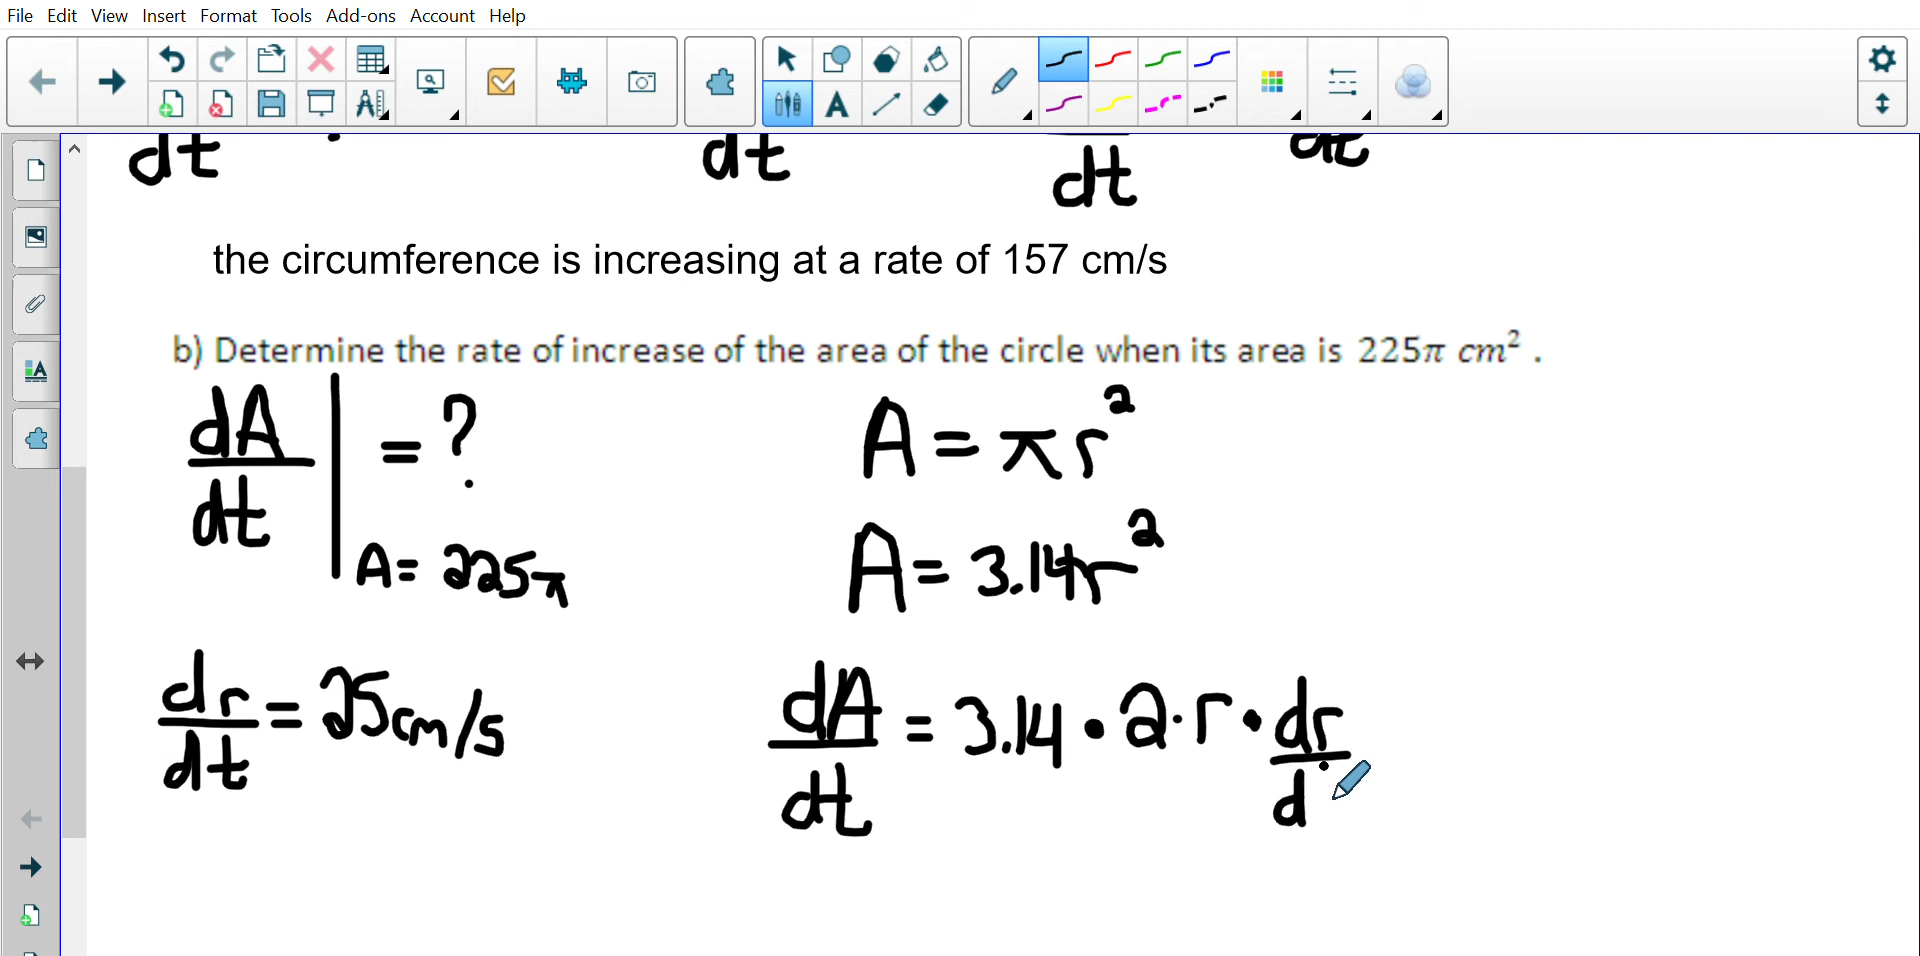 File Edit View Insert Format Tools Add-ons Account Help
dt dt dt dt
the circumference is increasing at a rate of 157 cm/s
b) Determine the rate of increase of the area of the circle when its area is 225π cm² .
dA/dt | = ? A = πr²
A = 225π A = 3.14r²
dr/dt = 25cm/s dA/dt = 3.14 · 2 · r · dr/d